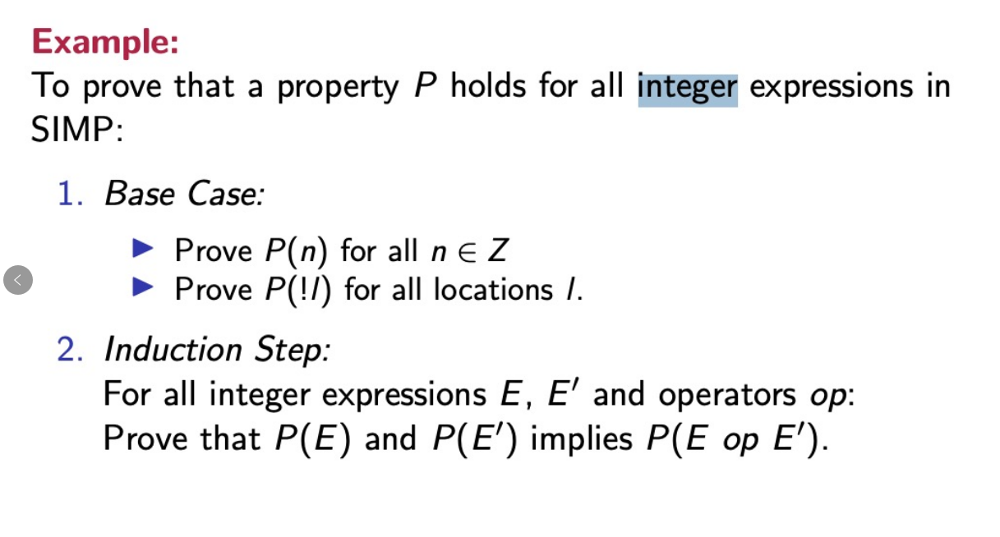 Example:
To prove that a property P holds for all integer expressions in
SIMP:
1. Base Case:
▶ Prove P(n) for all n ∈ Z
▶ Prove P(!l) for all locations l.
2. Induction Step:
For all integer expressions E, E′ and operators op:
Prove that P(E) and P(E′) implies P(E op E′).